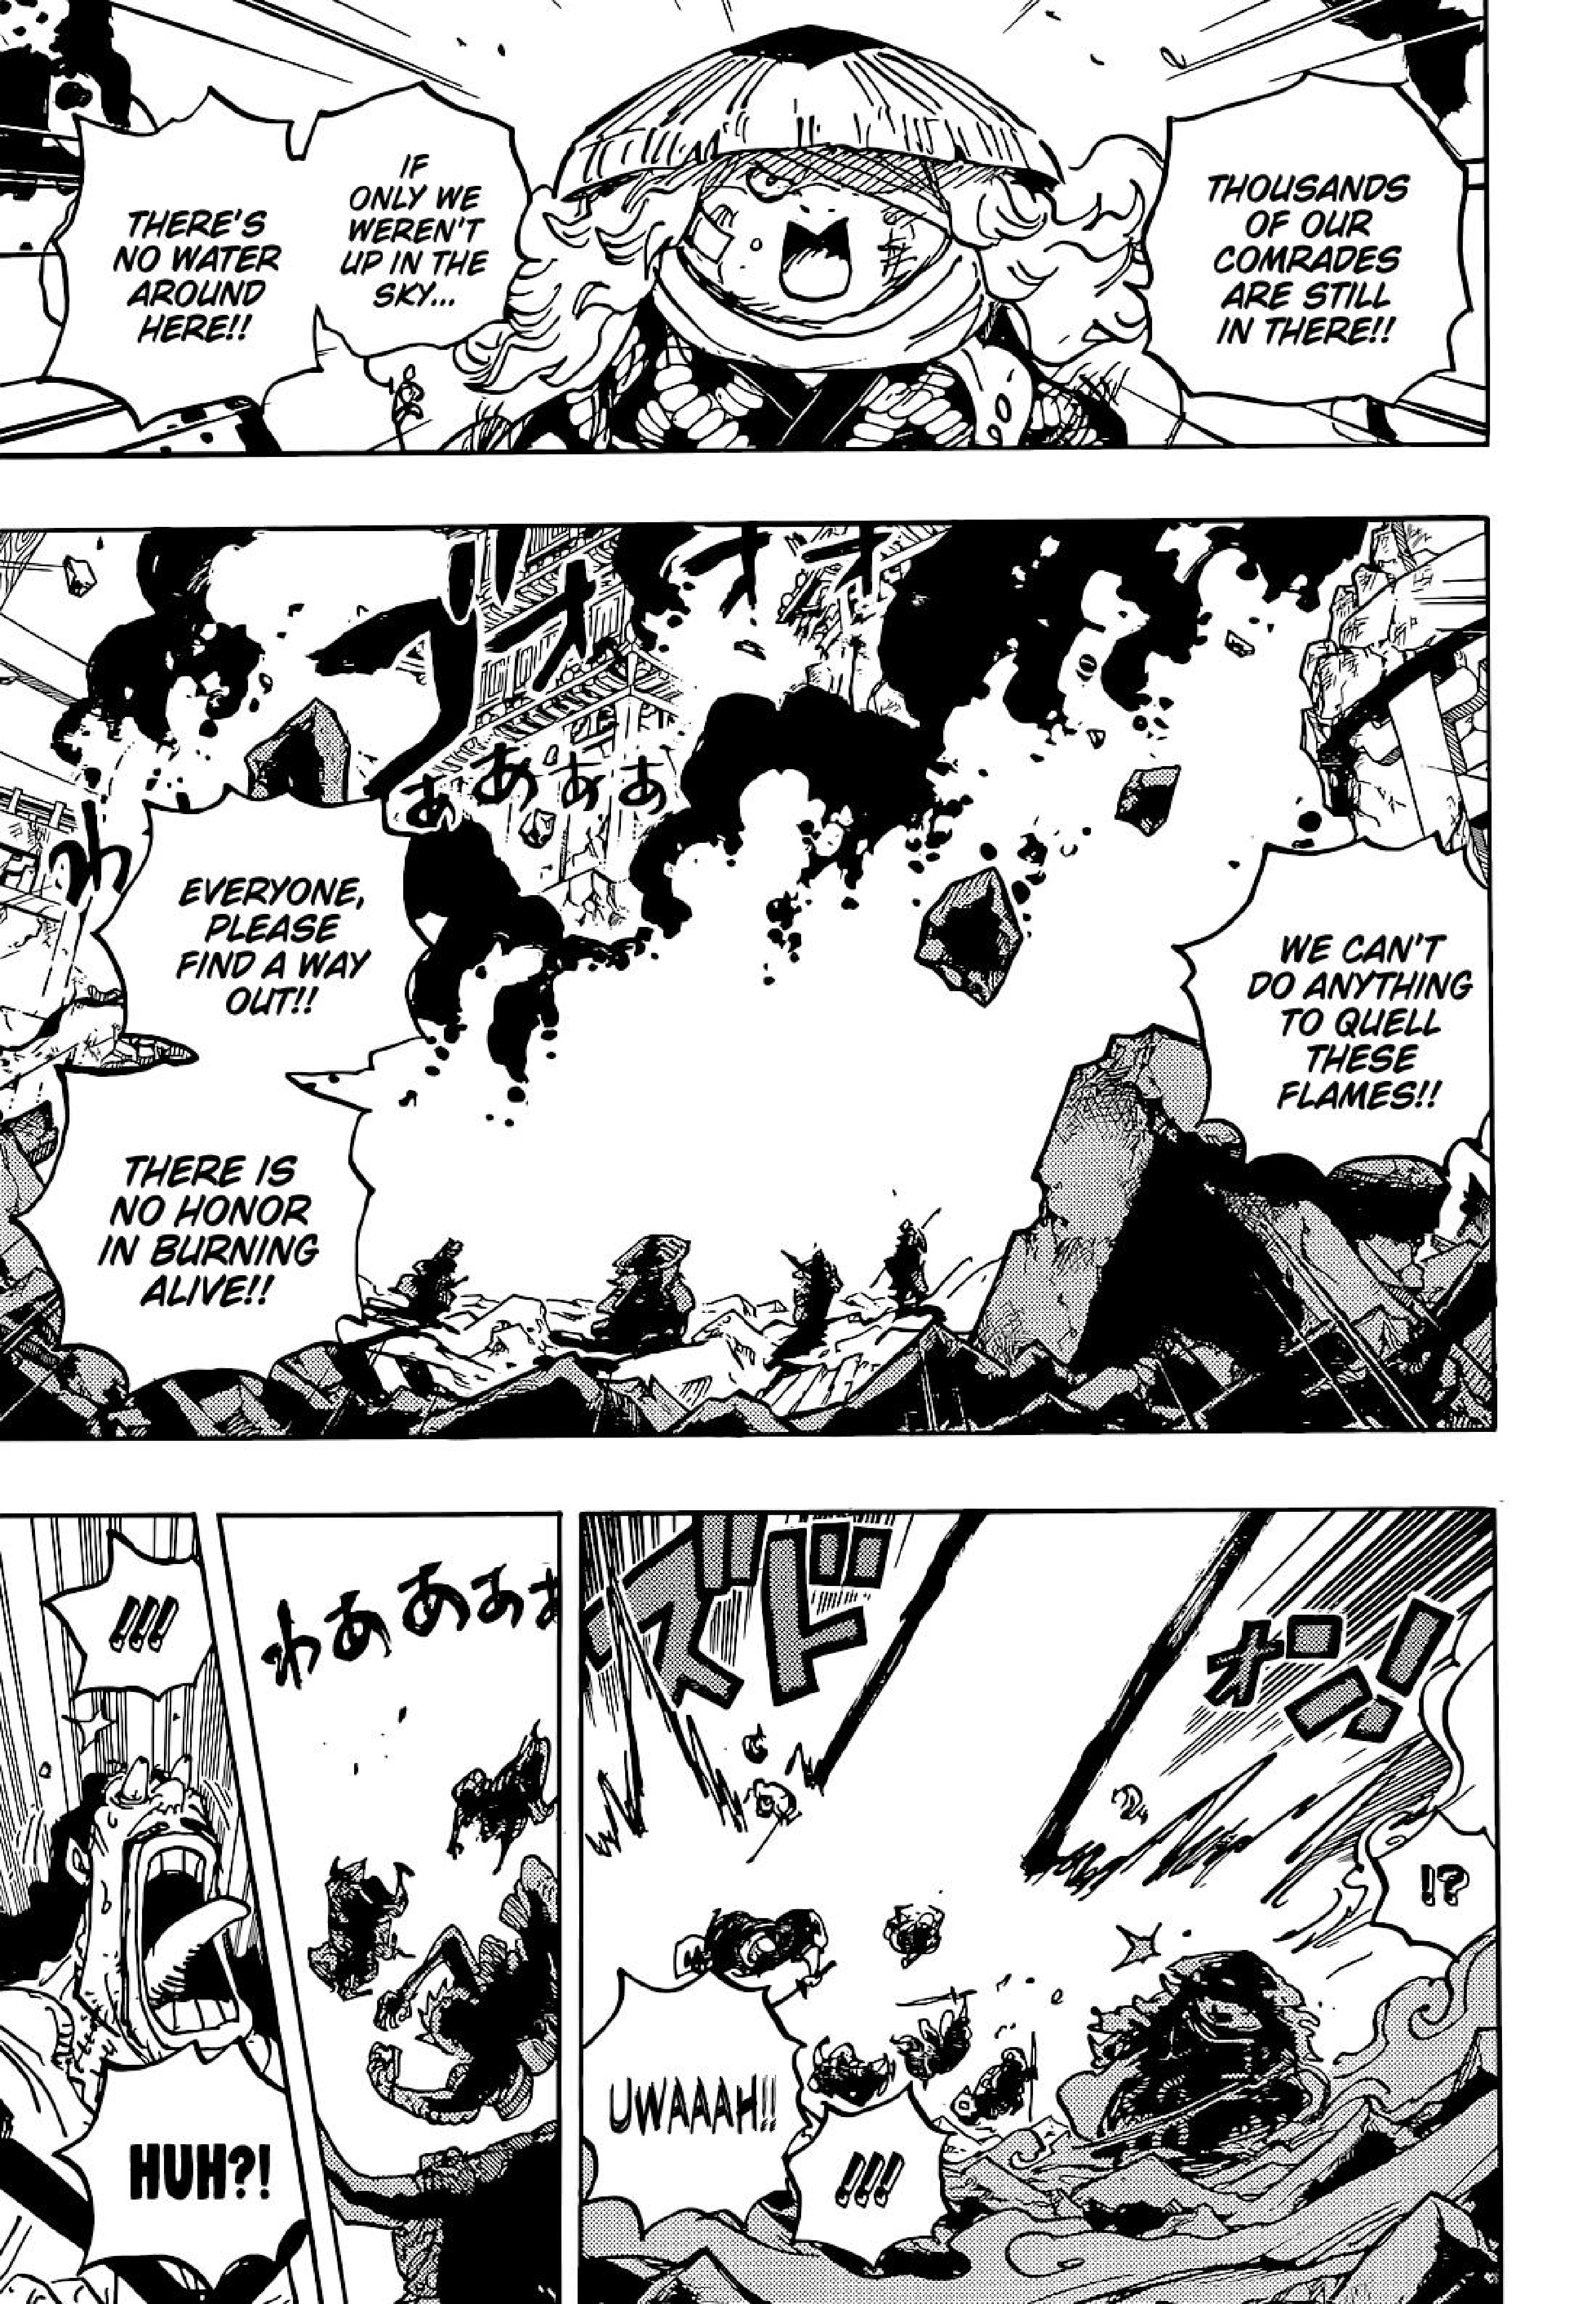 THOUSANDS
OF OUR
COMRADES
ARE STILL
IN THERE!!
IF
ONLY WE
WEREN'T
UP IN THE
SKY...
THERE'S
NO WATER
AROUND
HERE!!
WE CAN'T
DO ANYTHING
TO QUELL
THESE
FLAMES!!
EVERYONE,
PLEASE
FIND A WAY
OUT!!
THERE IS
NO HONOR
IN BURNING
ALIVE!!
オオオ
わ
ああああ
!?
ズドォン!
UWAAAH!!
!!!
わああああ
!!!
HUH?!